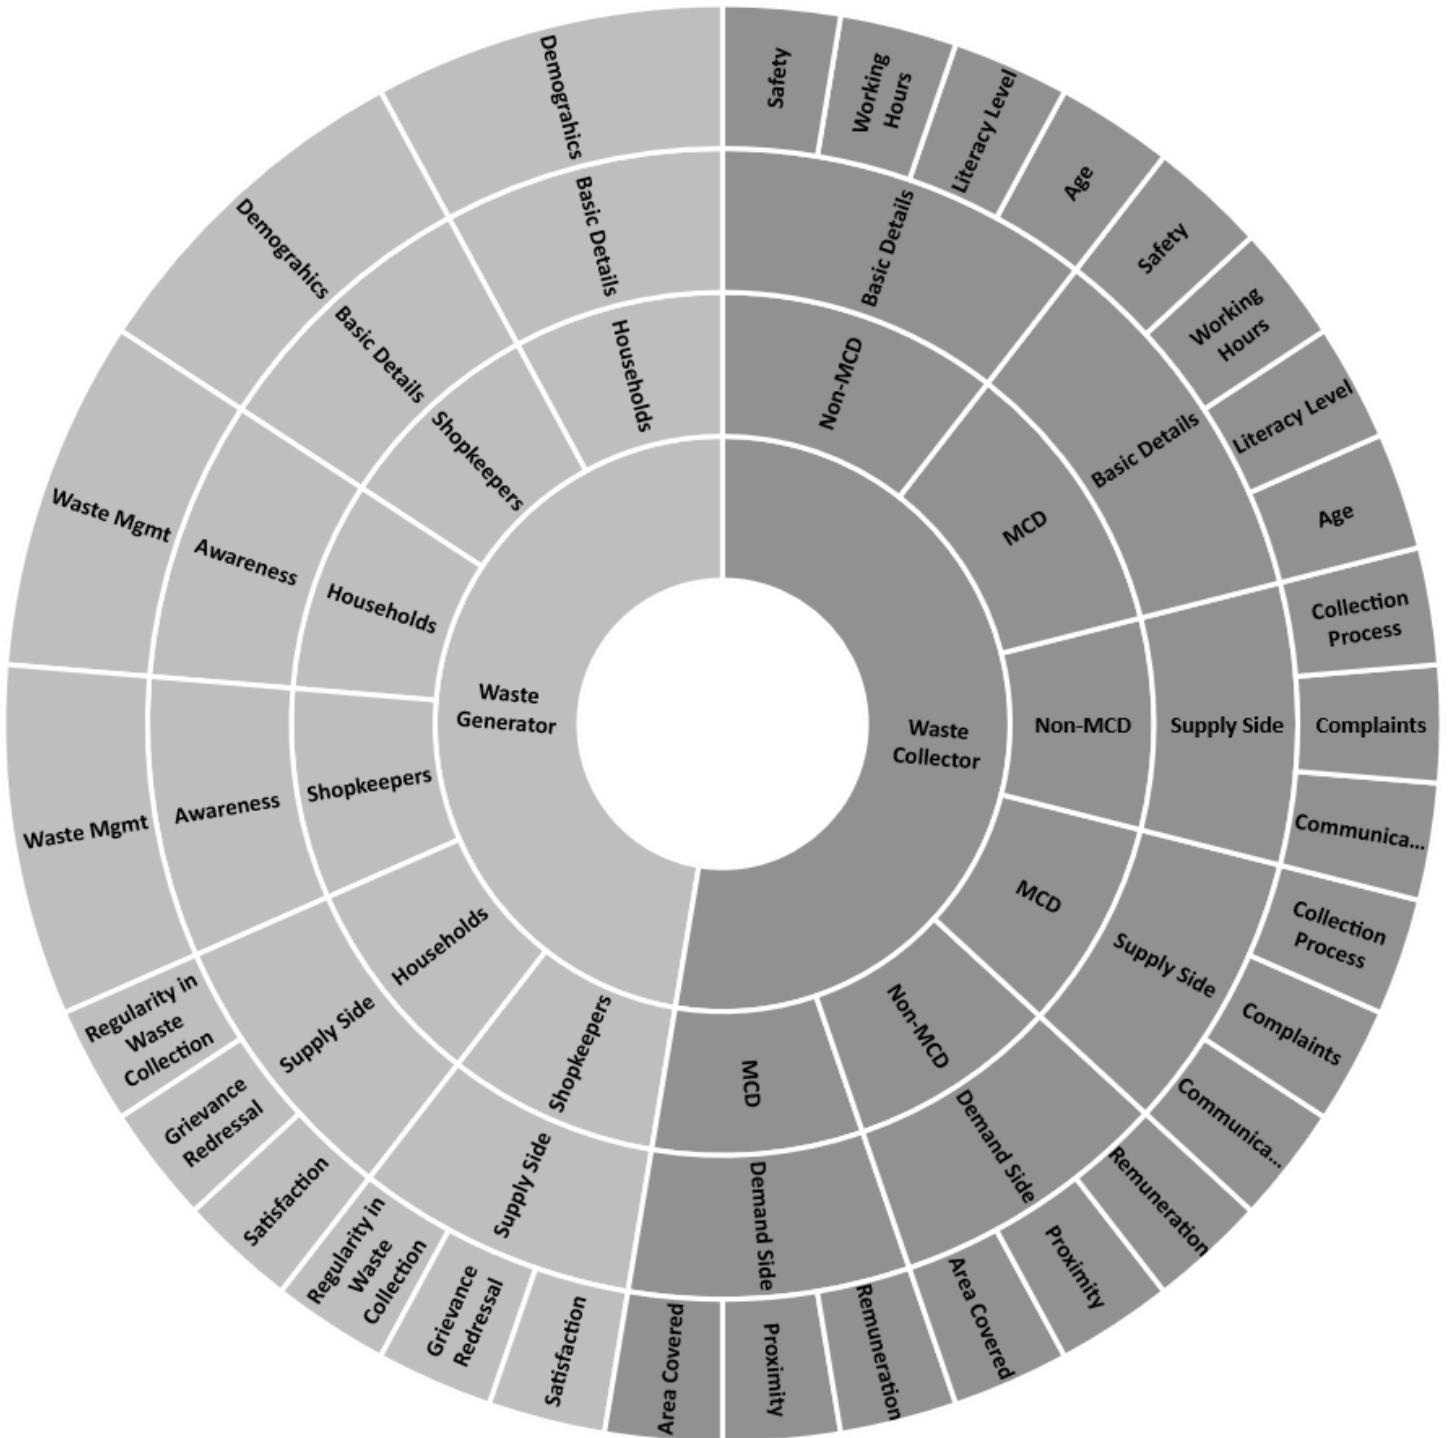 Waste
Collector
Non-MCD
Basic Details
Safety
Working
Hours
Literacy Level
Age
MCD
Basic Details
Safety
Working
Hours
Literacy Level
Age
Non-MCD
Supply Side
Collection
Process
Complaints
Communica...
MCD
Supply Side
Collection
Process
Complaints
Communica...
Non-MCD
Demand Side
Remuneration
Proximity
Area Covered
MCD
Demand Side
Remuneration
Proximity
Area Covered
Waste
Generator
Shopkeepers
Supply Side
Satisfaction
Grievance
Redressal
Regularity in
Waste
Collection
Households
Supply Side
Satisfaction
Grievance
Redressal
Regularity in
Waste
Collection
Shopkeepers
Awareness
Waste Mgmt
Households
Awareness
Waste Mgmt
Shopkeepers
Basic Details
Demograhics
Households
Basic Details
Demograhics